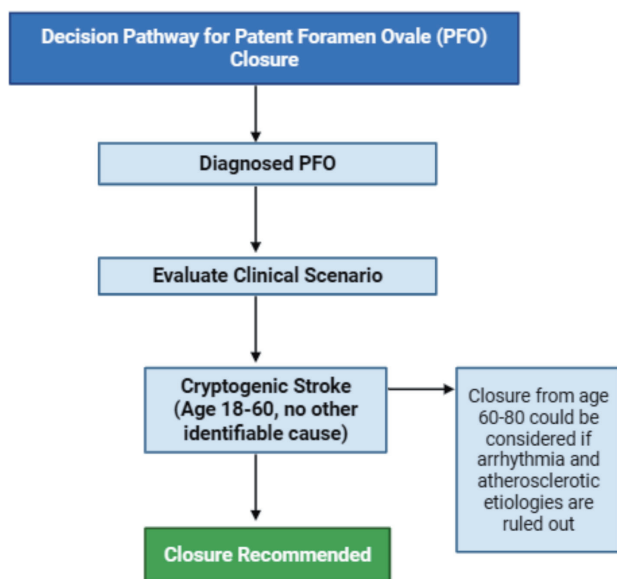 Decision Pathway for Patent Foramen Ovale (PFO)
Closure
Diagnosed PFO
Evaluate Clinical Scenario
Cryptogenic Stroke
(Age 18-60, no other
identifiable cause)
Closure from age
60-80 could be
considered if
arrhythmia and
atherosclerotic
etiologies are
ruled out
Closure Recommended